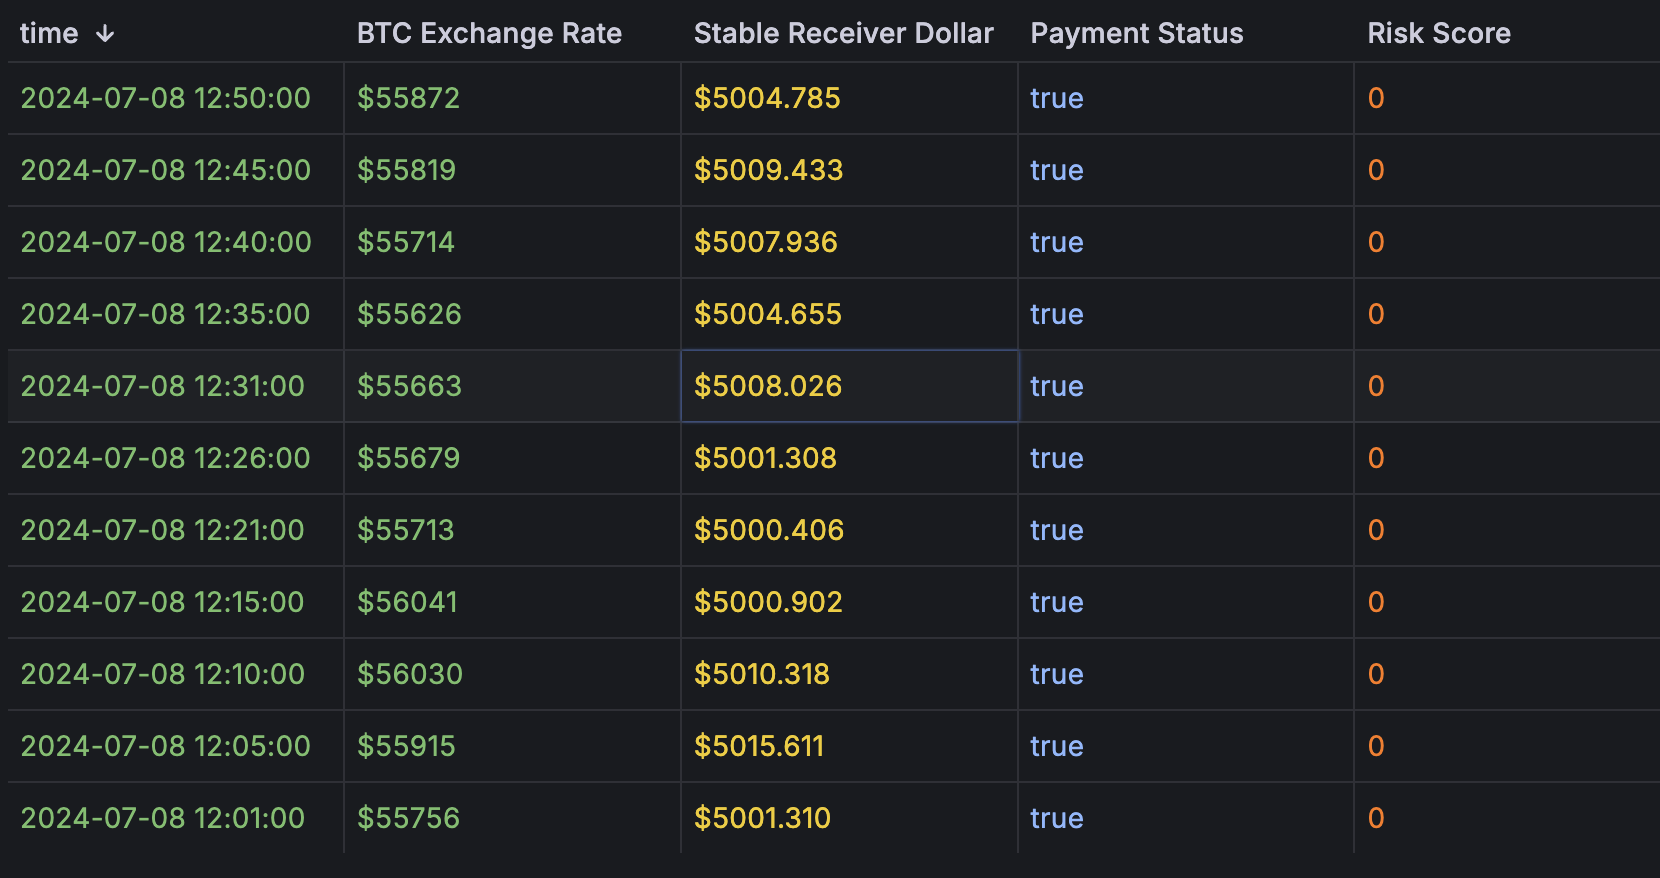 time ↓ BTC Exchange Rate Stable Receiver Dollar Payment Status Risk Score
2024-07-08 12:50:00 $55872 $5004.785 true 0
2024-07-08 12:45:00 $55819 $5009.433 true 0
2024-07-08 12:40:00 $55714 $5007.936 true 0
2024-07-08 12:35:00 $55626 $5004.655 true 0
2024-07-08 12:31:00 $55663 $5008.026 true 0
2024-07-08 12:26:00 $55679 $5001.308 true 0
2024-07-08 12:21:00 $55713 $5000.406 true 0
2024-07-08 12:15:00 $56041 $5000.902 true 0
2024-07-08 12:10:00 $56030 $5010.318 true 0
2024-07-08 12:05:00 $55915 $5015.611 true 0
2024-07-08 12:01:00 $55756 $5001.310 true 0